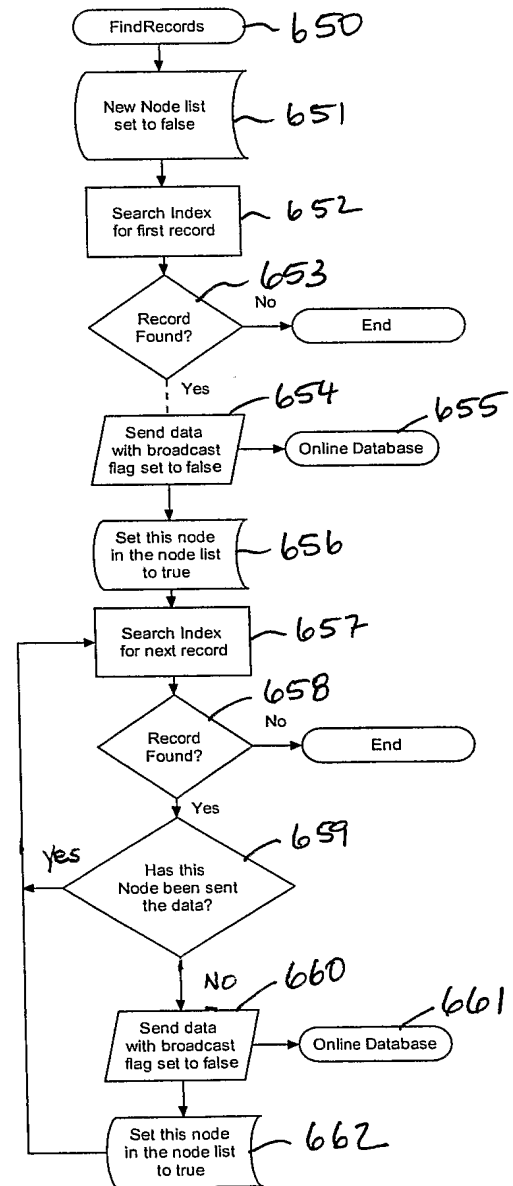 FindRecords
650
New Node list
set to false
651
Search Index
for first record
652
653
Record
Found?
No
End
Yes
654
Send data
with broadcast
flag set to false
655
Online Database
Set this node
in the node list
to true
656
Search Index
for next record
657
658
Record
Found?
No
End
Yes
659
yes
Has this
Node been sent
the data?
NO
660
Send data
with broadcast
flag set to false
661
Online Database
Set this node
in the node list
to true
662